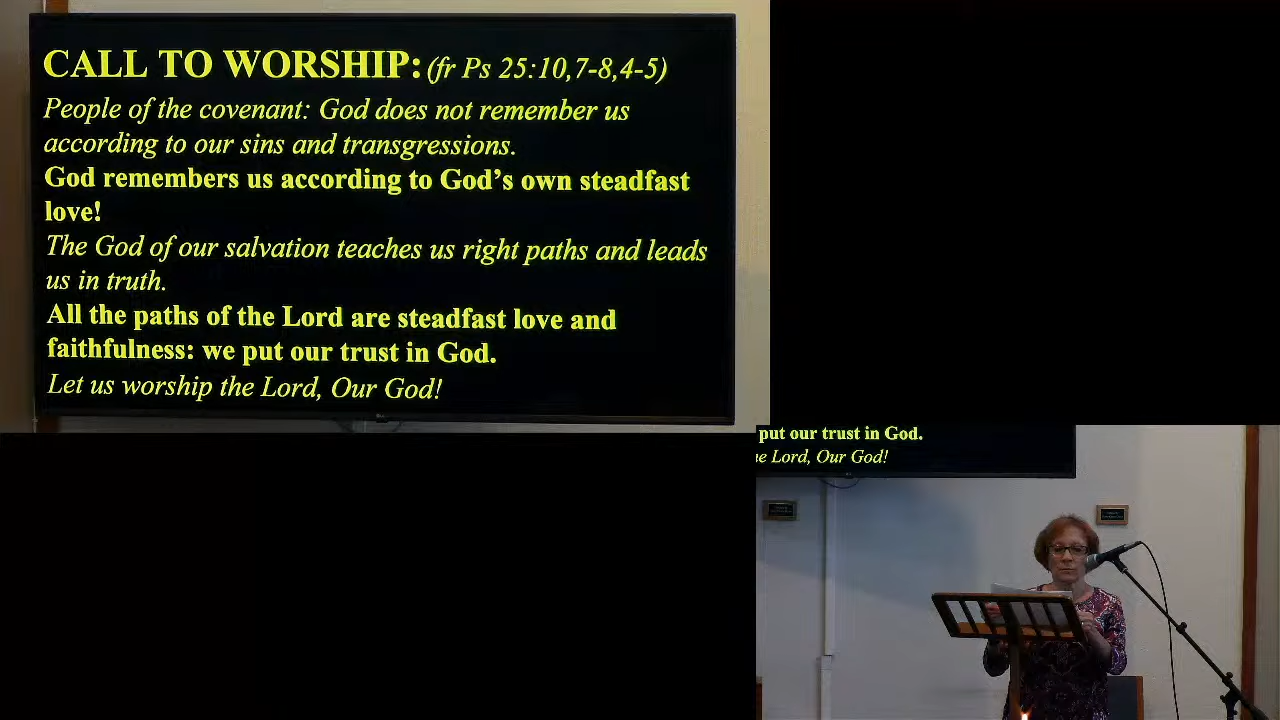 CALL TO WORSHIP: (fr Ps 25:10,7-8,4-5)
People of the covenant: God does not remember us
according to our sins and transgressions.
God remembers us according to God's own steadfast
love!
The God of our salvation teaches us right paths and leads
us in truth.
All the paths of the Lord are steadfast love and
faithfulness: we put our trust in God.
Let us worship the Lord, Our God!
put our trust in God.
Lord, Our God!